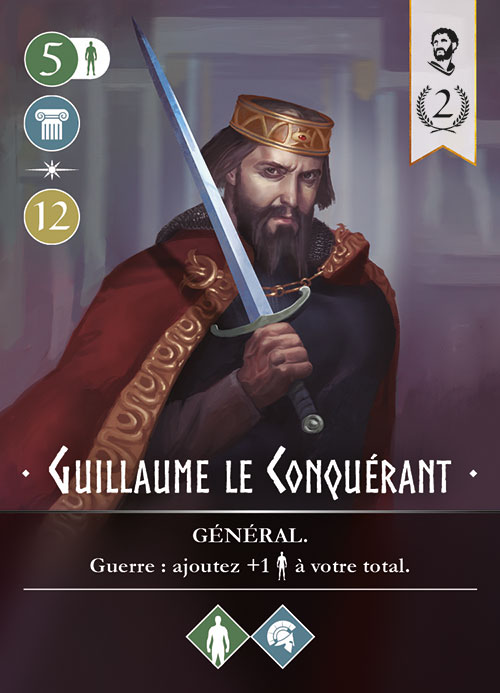 5
2
12
· GUILLAUME LE CONQUÉRANT ·
GÉNÉRAL.
Guerre : ajoutez +1 à votre total.